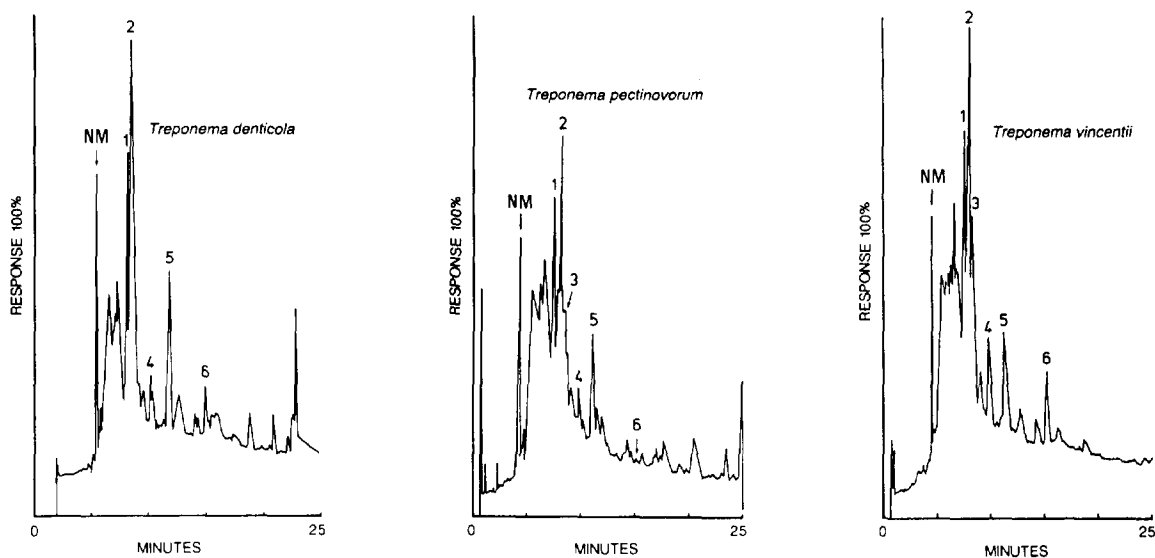 RESPONSE 100%
NM
1
2
Treponema denticola
5
4
6
0
25
MINUTES
RESPONSE 100%
Treponema pectinovorum
2
1
NM
3
5
4
6
0
25
MINUTES
RESPONSE 100%
2
1
Treponema vincentii
NM
3
4
5
6
0
25
MINUTES